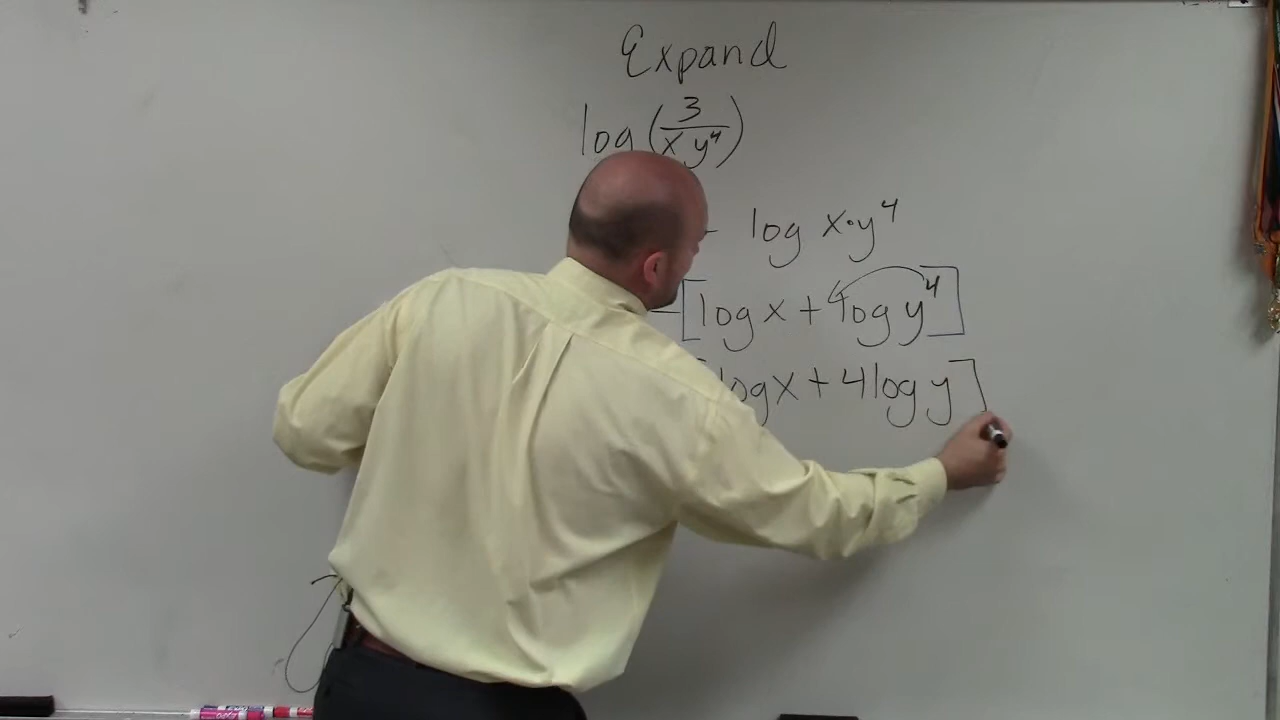 Expand
log (3/xy⁴)
- log x·y⁴
-[log x + 4log y⁴]
log x + 4 log y]